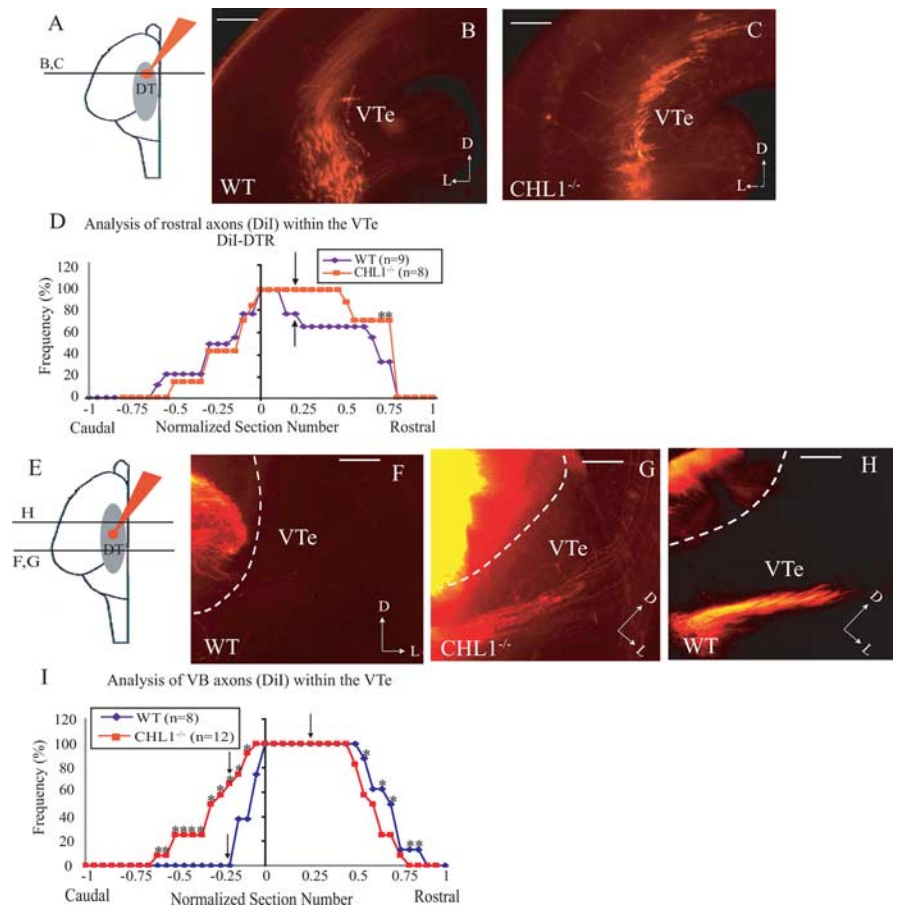 A
B,C
DT
B
VTe
WT
D
L
C
VTe
CHL1-/-
D
L
D
Analysis of rostral axons (DiI) within the VTe
DiI-DTR
WT (n=9)
CHL1-/- (n=8)
Frequency (%)
120
100
80
60
40
20
0
**
-1 -0.75 -0.5 -0.25 0 0.25 0.5 0.75 1
Caudal Normalized Section Number Rostral
E
H
F,G
DT
F
VTe
WT
D
L
G
VTe
CHL1-/-
D
L
H
VTe
WT
D
L
I
Analysis of VB axons (DiI) within the VTe
WT (n=8)
CHL1-/- (n=12)
Frequency (%)
120
100
80
60
40
20
0
** **** * * * * * * * * * **
-1 -0.75 -0.5 -0.25 0 0.25 0.5 0.75 1
Caudal Normalized Section Number Rostral